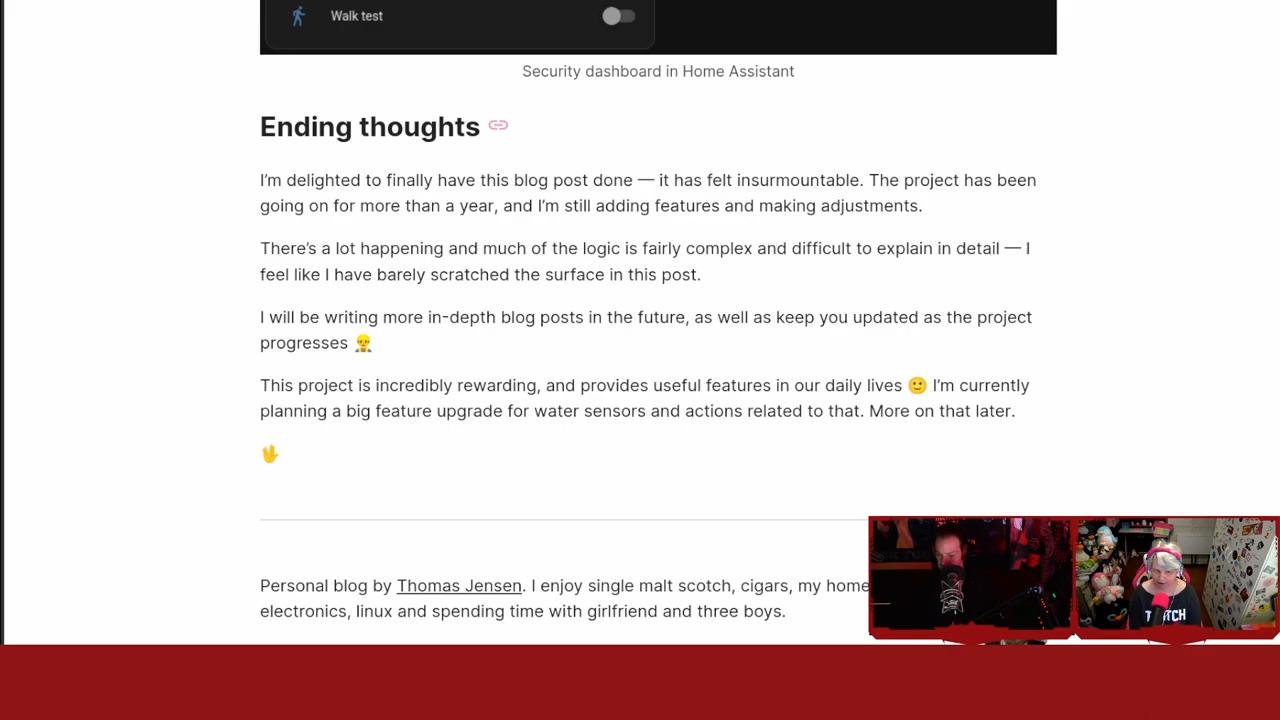 Walk test
Security dashboard in Home Assistant
Ending thoughts
I'm delighted to finally have this blog post done — it has felt insurmountable. The project has been
going on for more than a year, and I'm still adding features and making adjustments.
There's a lot happening and much of the logic is fairly complex and difficult to explain in detail — I
feel like I have barely scratched the surface in this post.
I will be writing more in-depth blog posts in the future, as well as keep you updated as the project
progresses 👷
This project is incredibly rewarding, and provides useful features in our daily lives 🙂 I'm currently
planning a big feature upgrade for water sensors and actions related to that. More on that later.
🖖
Personal blog by Thomas Jensen. I enjoy single malt scotch, cigars, my home
electronics, linux and spending time with girlfriend and three boys.